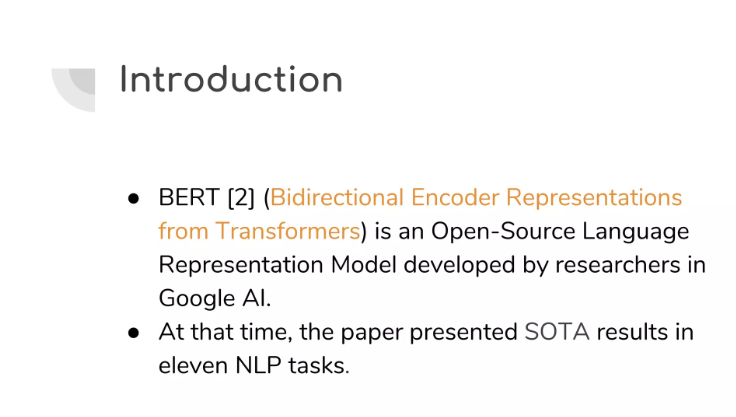 Introduction
● BERT [2] (Bidirectional Encoder Representations
from Transformers) is an Open-Source Language
Representation Model developed by researchers in
Google AI.
● At that time, the paper presented SOTA results in
eleven NLP tasks.